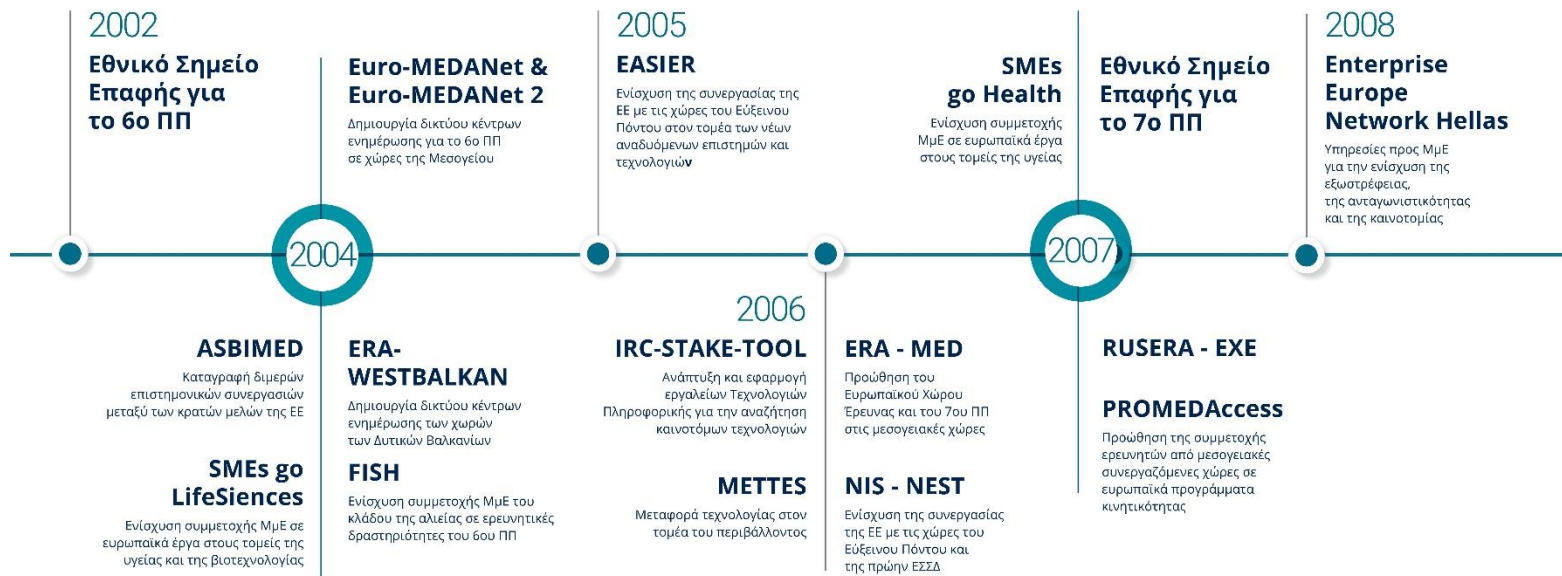 2002
Εθνικό Σημείο
Επαφής για
το 6ο ΠΠ
Euro-MEDANet &
Euro-MEDANet 2
Δημιουργία δικτύου κέντρων
ενημέρωσης για το 6ο ΠΠ
σε χώρες της Μεσογείου
2005
EASIER
Ενίσχυση της συνεργασίας της
ΕΕ με τις χώρες του Εύξεινου
Πόντου στον τομέα των νέων
αναδυόμενων επιστημών και
τεχνολογιών
SMEs
go Health
Ενίσχυση συμμετοχής
ΜμΕ σε ευρωπαϊκά έργα
στους τομείς της υγείας
Εθνικό Σημείο
Επαφής για
το 7ο ΠΠ
2008
Enterprise
Europe
Network Hellas
Υπηρεσίες προς ΜμΕ
για την ενίσχυση της
εξωστρέφειας,
της ανταγωνιστικότητας
και της καινοτομίας
2004
2007
ASBIMED
Καταγραφή διμερών
επιστημονικών συνεργασιών
μεταξύ των κρατών μελών της ΕΕ
SMEs go
LifeSiences
Ενίσχυση συμμετοχής ΜμΕ σε
ευρωπαϊκά έργα στους τομείς της
υγείας και της βιοτεχνολογίας
ERA-
WESTBALKAN
Δημιουργία δικτύου κέντρων
ενημέρωσης των χωρών
των Δυτικών Βαλκανίων
FISH
Ενίσχυση συμμετοχής ΜμΕ του
κλάδου της αλιείας σε ερευνητικές
δραστηριότητες του 6ου ΠΠ
2006
IRC-STAKE-TOOL
Ανάπτυξη και εφαρμογή
εργαλείων Τεχνολογιών
Πληροφορικής για την αναζήτηση
καινοτόμων τεχνολογιών
METTES
Μεταφορά τεχνολογίας στον
τομέα του περιβάλλοντος
ERA - MED
Προώθηση του
Ευρωπαϊκού Χώρου
Έρευνας και του 7ου ΠΠ
στις μεσογειακές χώρες
NIS - NEST
Ενίσχυση της συνεργασίας
της ΕΕ με τις χώρες του
Εύξεινου Πόντου και
της πρώην ΕΣΣΔ
RUSERA - EXE
PROMEDAccess
Προώθηση της συμμετοχής
ερευνητών από μεσογειακές
συνεργαζόμενες χώρες σε
ευρωπαϊκά προγράμματα
κινητικότητας